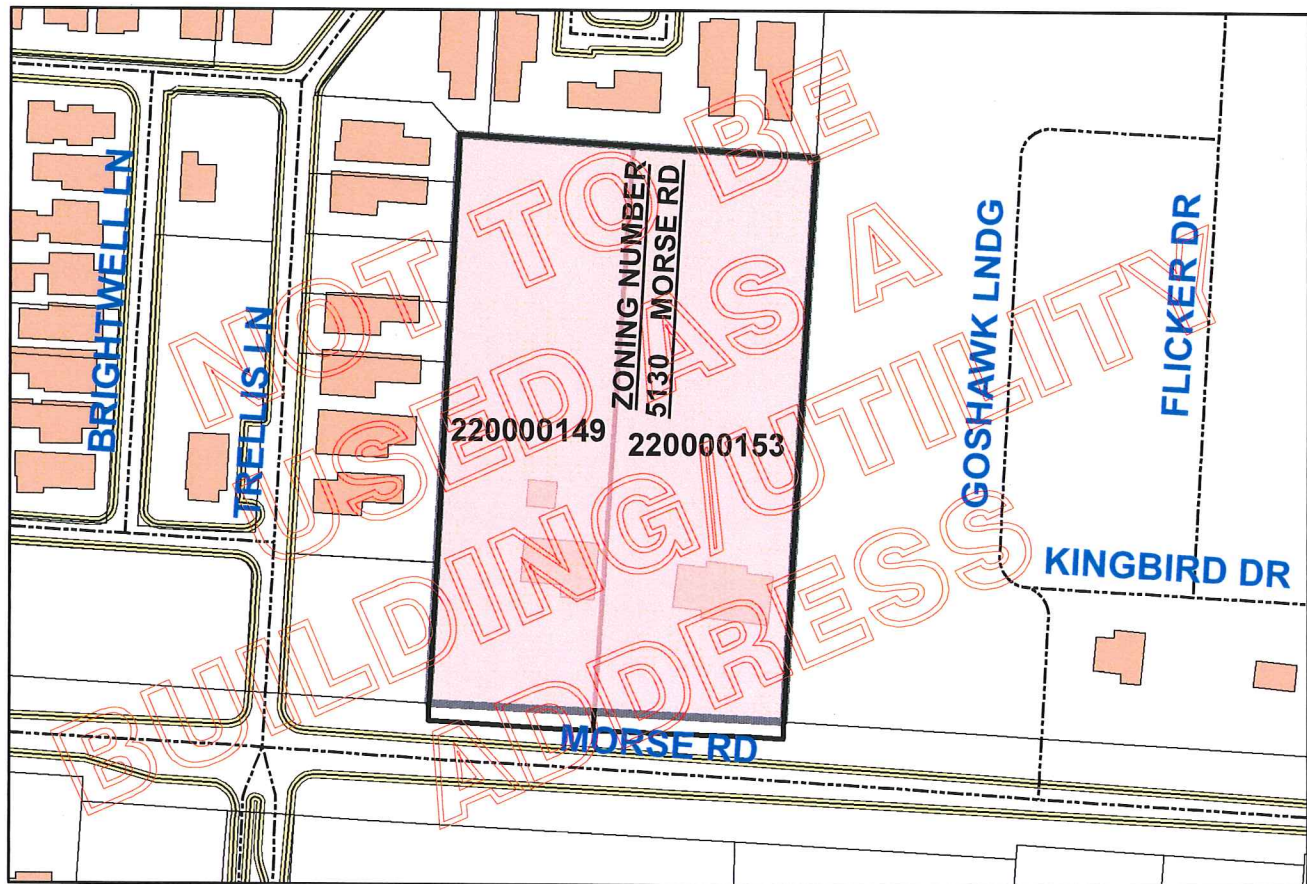 NOT TO BE
USED AS A
BUILDING/UTILITY
ADDRESS
ZONING NUMBER
5130 MORSE RD
220000149
220000153
BRIGHTWELL LN
TRELLIS LN
GOSHAWK LNDG
FLICKER DR
KINGBIRD DR
MORSE RD